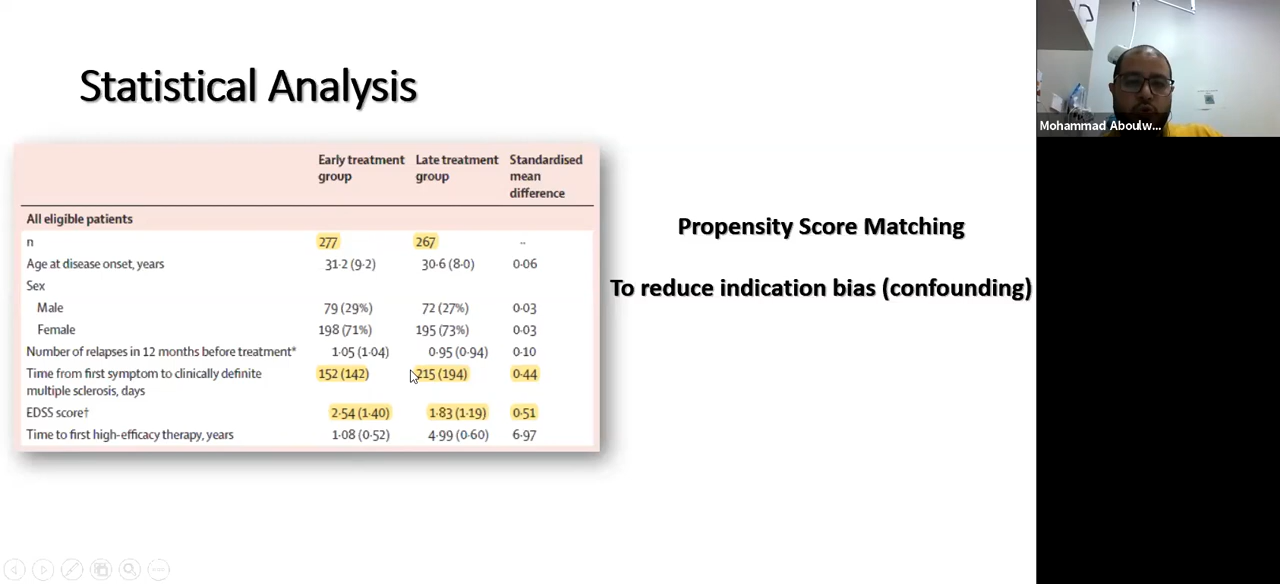 Statistical Analysis
Early treatment group
Late treatment group
Standardised mean difference
All eligible patients
n 277 267 ··
Age at disease onset, years 31·2 (9·2) 30·6 (8·0) 0·06
Sex
Male 79 (29%) 72 (27%) 0·03
Female 198 (71%) 195 (73%) 0·03
Number of relapses in 12 months before treatment* 1·05 (1·04) 0·95 (0·94) 0·10
Time from first symptom to clinically definite 152 (142) 215 (194) 0·44
multiple sclerosis, days
EDSS score† 2·54 (1·40) 1·83 (1·19) 0·51
Time to first high-efficacy therapy, years 1·08 (0·52) 4·99 (0·60) 6·97
Propensity Score Matching
To reduce indication bias (confounding)
Mohammad Aboulw...